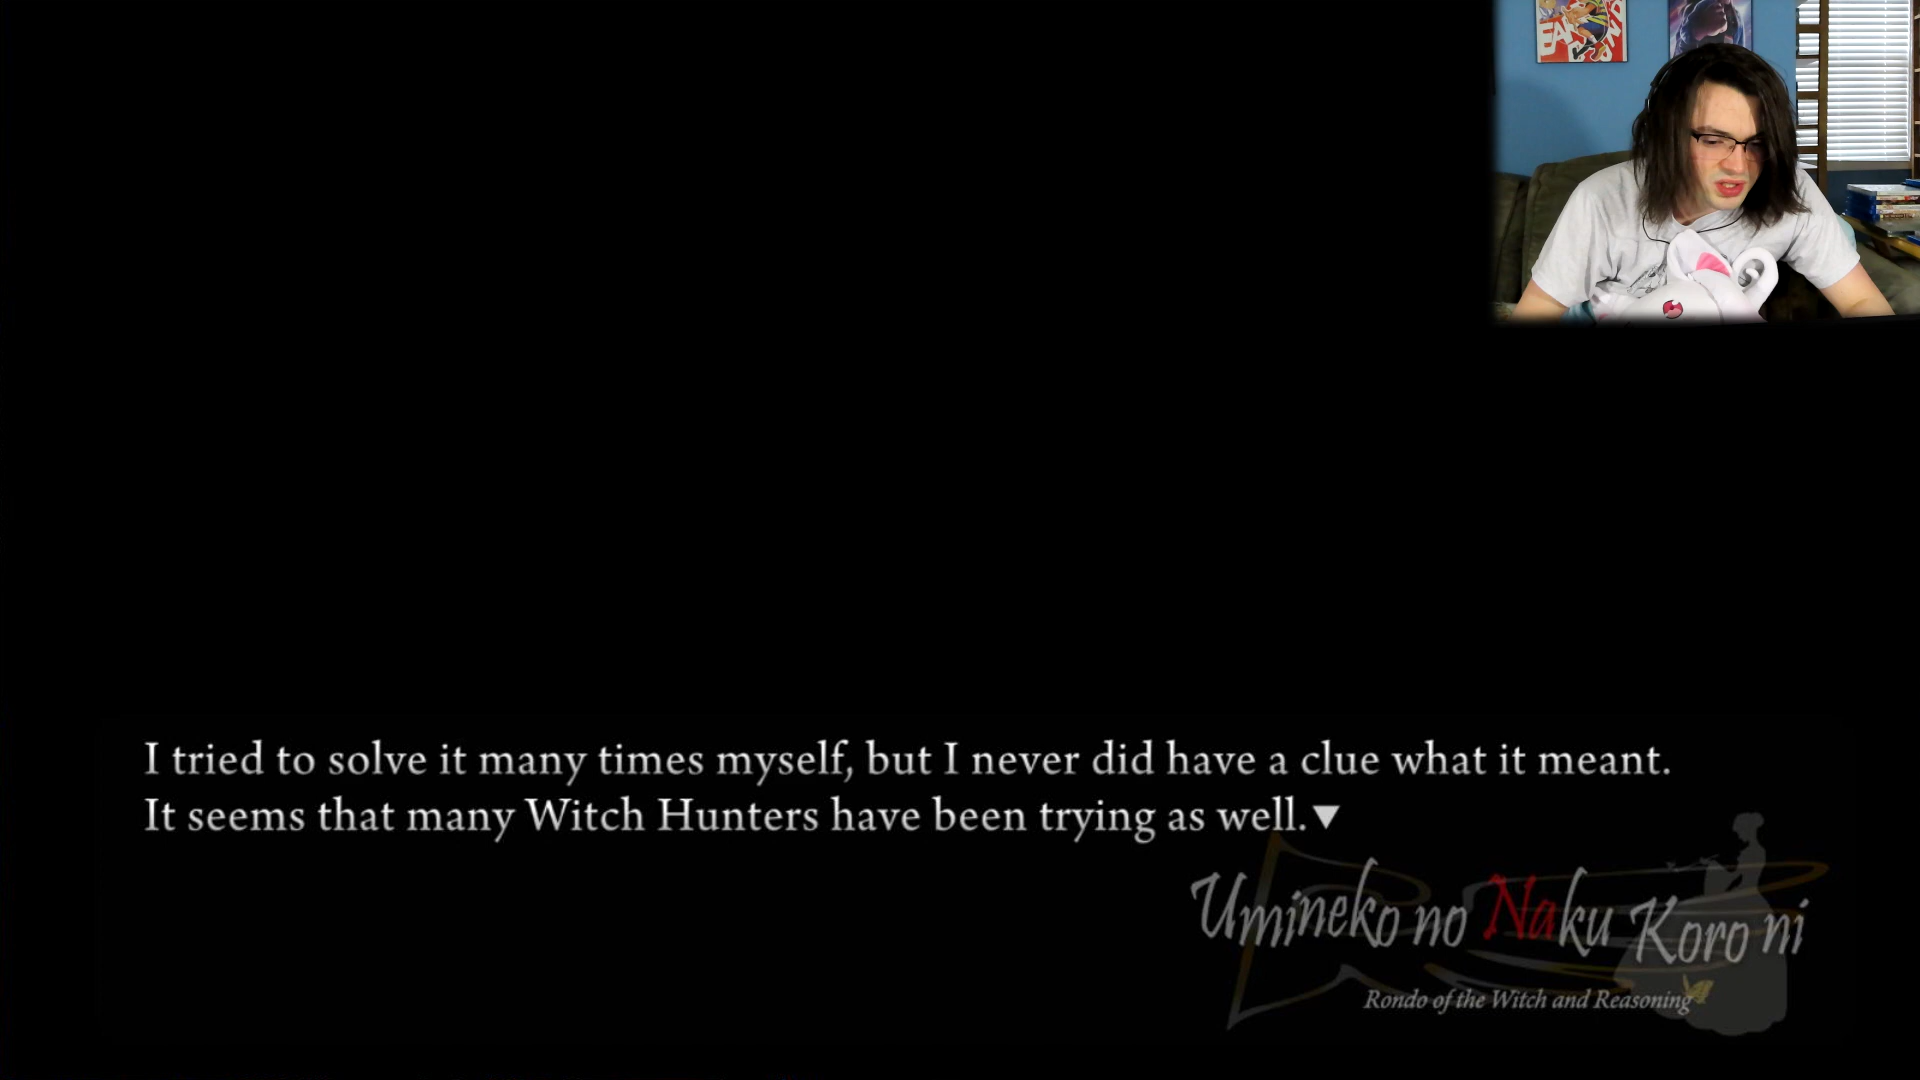 I tried to solve it many times myself, but I never did have a clue what it meant.
It seems that many Witch Hunters have been trying as well.▼
Umineko no Naku Koro ni
Rondo of the Witch and Reasoning